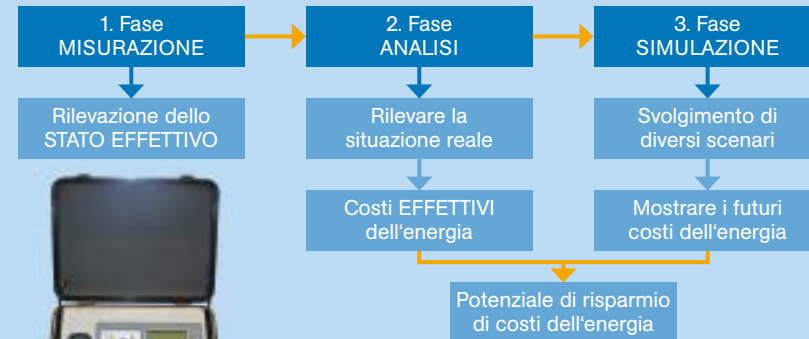 1. Fase
MISURAZIONE
2. Fase
ANALISI
3. Fase
SIMULAZIONE
Rilevazione dello
STATO EFFETTIVO
Rilevare la
situazione reale
Svolgimento di
diversi scenari
Costi EFFETTIVI
dell‘energia
Mostrare i futuri
costi dell‘energia
Potenziale di risparmio
di costi dell‘energia